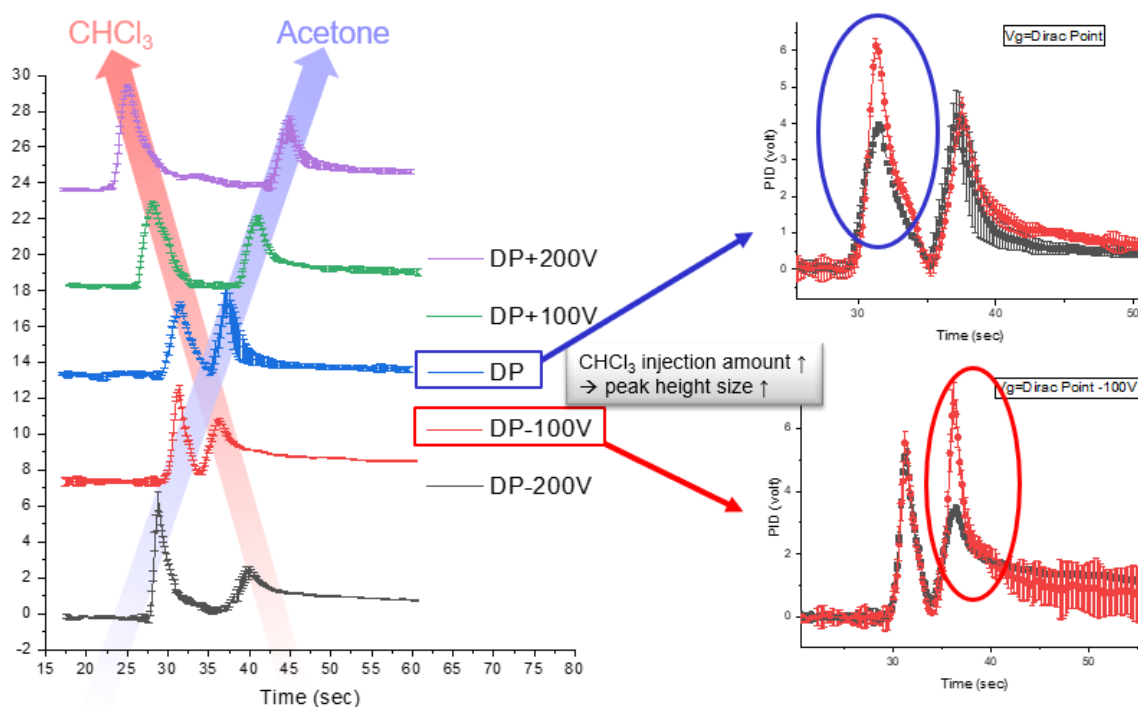 CHCl₃
Acetone
30
28
26
24
22
20
18
16
14
12
10
8
6
4
2
0
-2
15 20 25 30 35 40 45 50 55 60 65 70 75 80
Time (sec)
DP+200V
DP+100V
DP
DP-100V
DP-200V
CHCl₃ injection amount ↑
→ peak height size ↑
Vg=Dirac Point
PID (volt)
6
5
4
3
2
1
0
30 40 50
Time (sec)
Vg=Dirac Point -100V
PID (volt)
6
4
2
0
30 40 50
Time (sec)